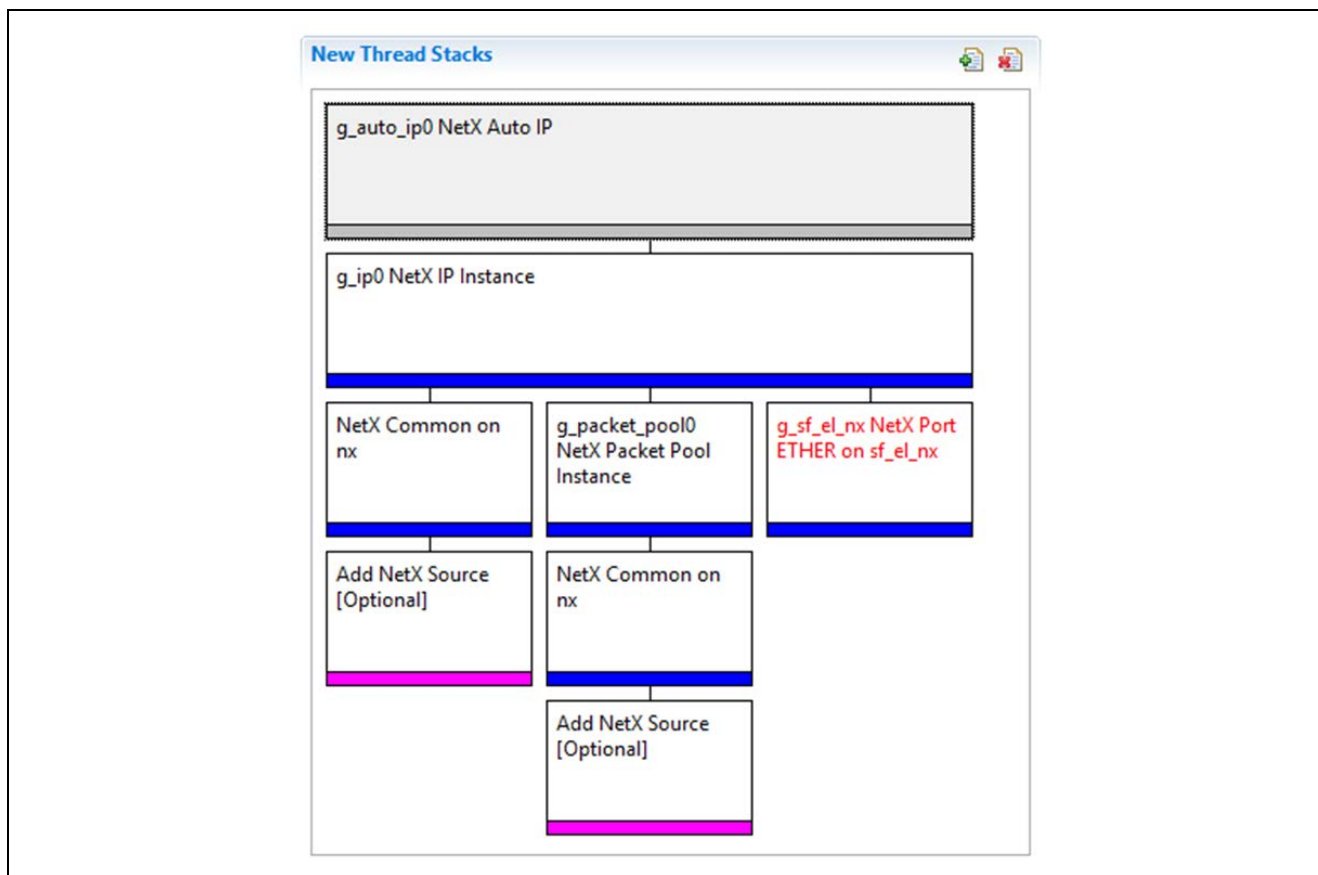 New Thread Stacks
g_auto_ip0 NetX Auto IP
g_ip0 NetX IP Instance
NetX Common on
nx
g_packet_pool0
NetX Packet Pool
Instance
g_sf_el_nx NetX Port
ETHER on sf_el_nx
Add NetX Source
[Optional]
NetX Common on
nx
Add NetX Source
[Optional]